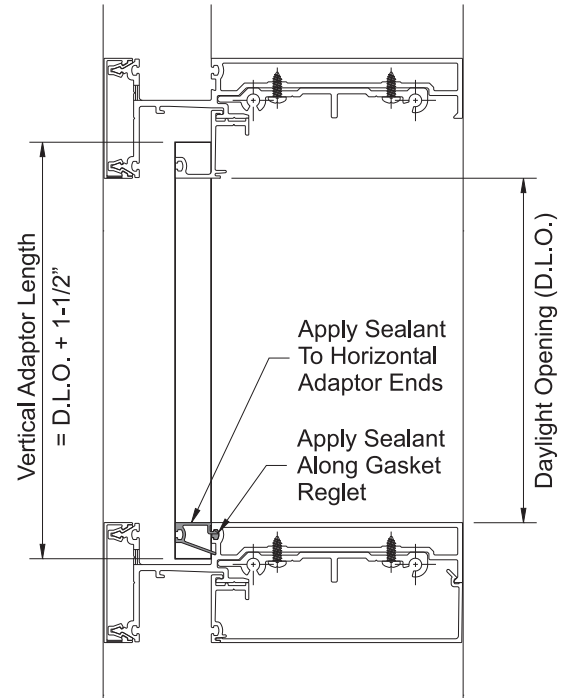 Vertical Adaptor Length
= D.L.O. + 1-1/2”
Apply Sealant
To Horizontal
Adaptor Ends
Apply Sealant
Along Gasket
Reglet
Daylight Opening (D.L.O.)